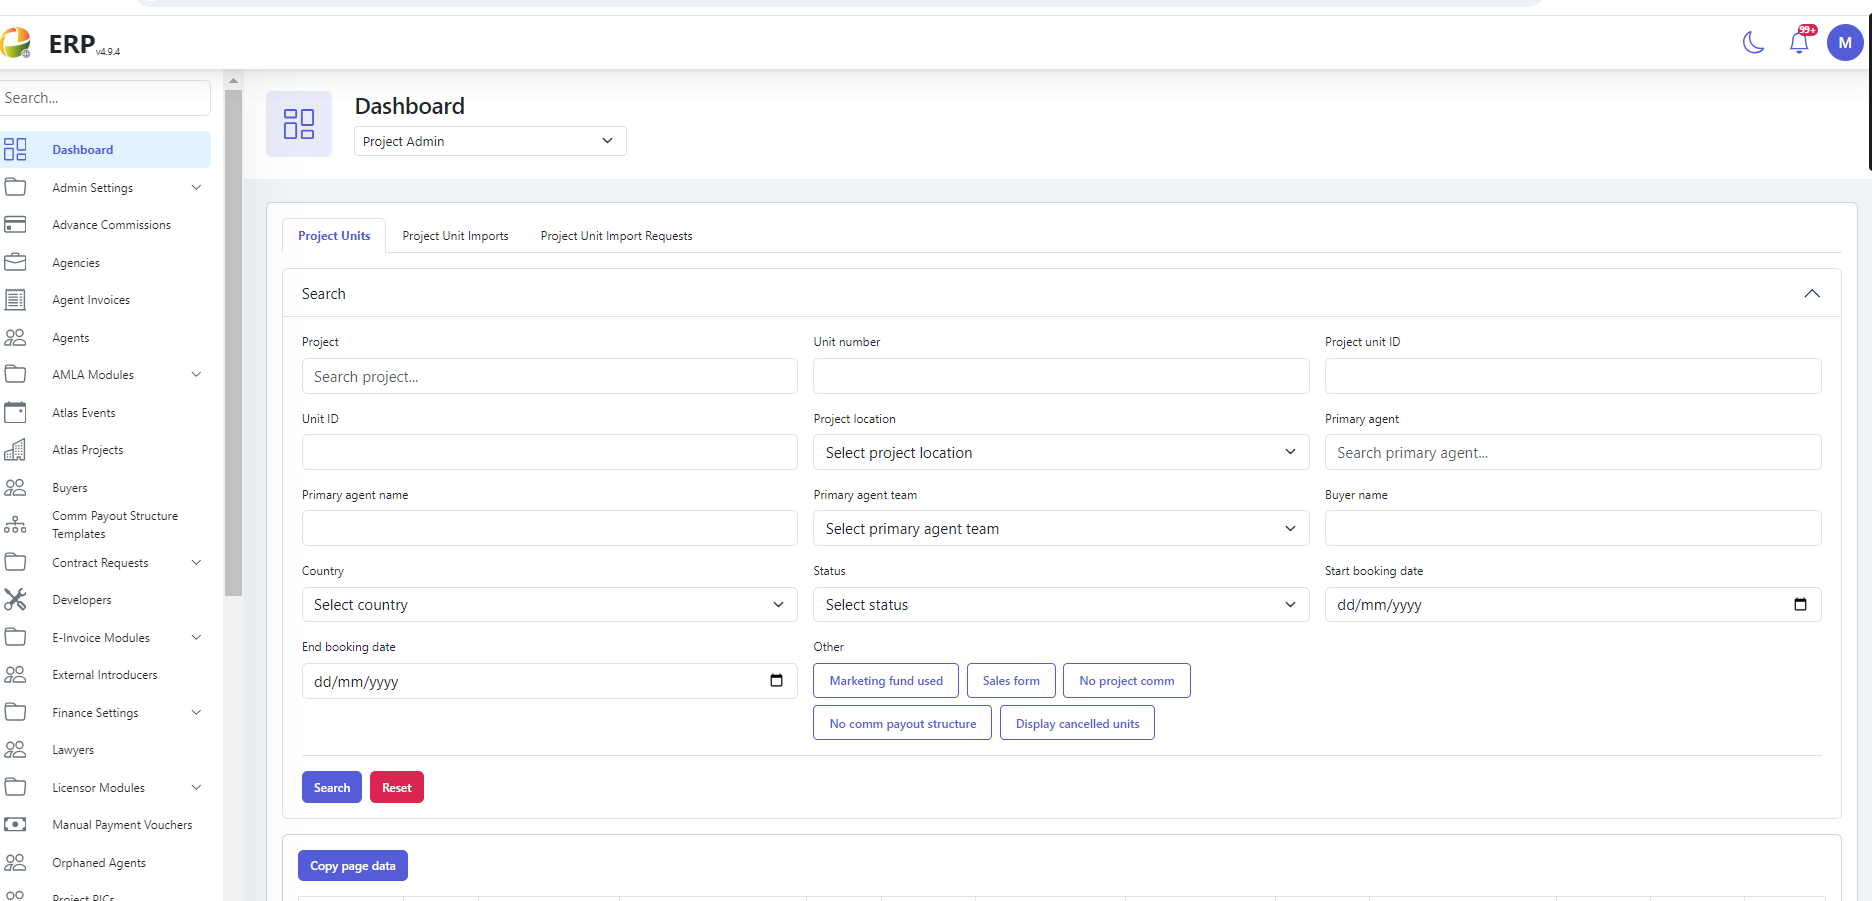 ERP v4.9.4
99+
M
Search...
Dashboard
Admin Settings
Advance Commissions
Agencies
Agent Invoices
Agents
AMLA Modules
Atlas Events
Atlas Projects
Buyers
Comm Payout Structure
Templates
Contract Requests
Developers
E-Invoice Modules
External Introducers
Finance Settings
Lawyers
Licensor Modules
Manual Payment Vouchers
Orphaned Agents
Project PICs
Dashboard
Project Admin
Project Units
Project Unit Imports
Project Unit Import Requests
Search
Project
Unit number
Project unit ID
Search project...
Unit ID
Project location
Primary agent
Select project location
Search primary agent...
Primary agent name
Primary agent team
Buyer name
Select primary agent team
Country
Status
Start booking date
Select country
Select status
dd/mm/yyyy
End booking date
Other
dd/mm/yyyy
Marketing fund used
Sales form
No project comm
No comm payout structure
Display cancelled units
Search
Reset
Copy page data